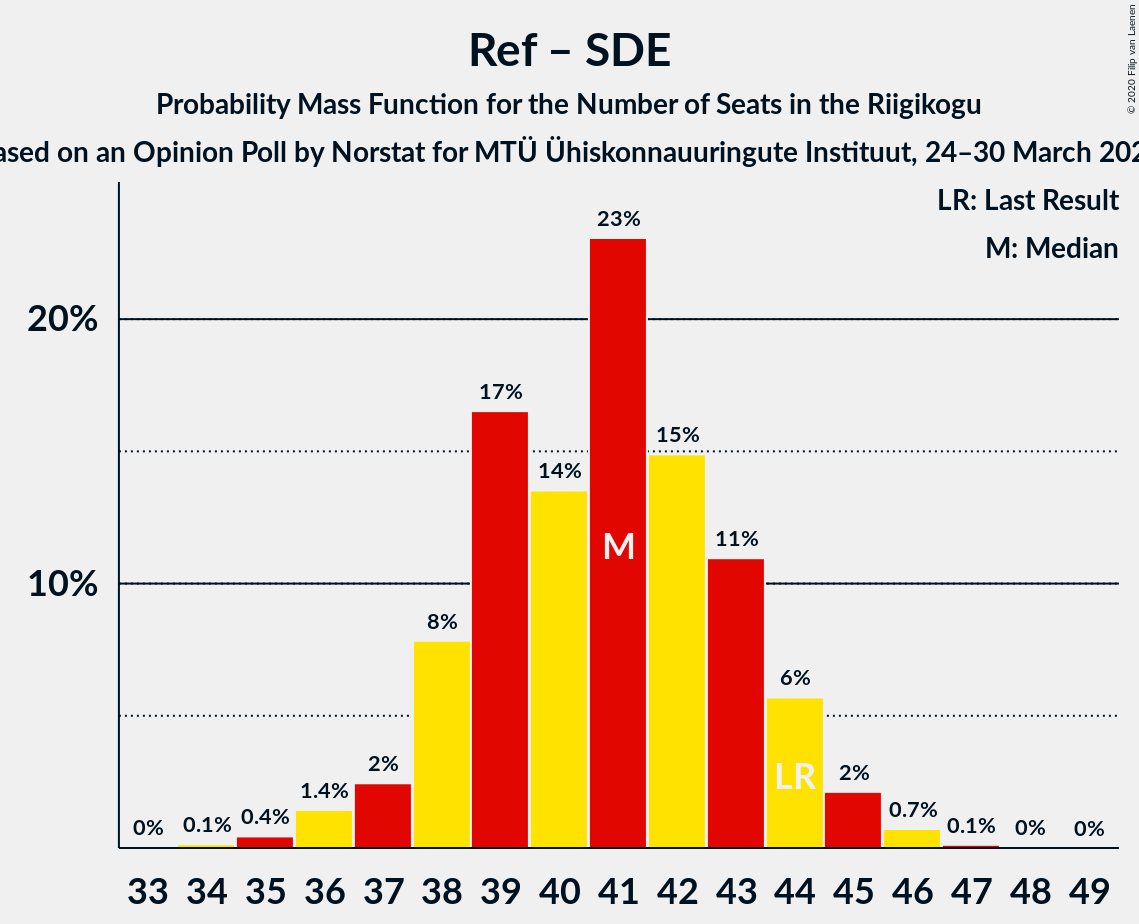 Ref – SDE
Probability Mass Function for the Number of Seats in the Riigikogu
ased on an Opinion Poll by Norstat for MTÜ Ühiskonnauuringute Instituut, 24–30 March 202
© 2020 Filip van Laenen
LR: Last Result
M: Median
20%
10%
0% 0.1% 0.4% 1.4% 2% 8% 17% 14% 23% 15% 11% 6% 2% 0.7% 0.1% 0% 0%
M
LR
33 34 35 36 37 38 39 40 41 42 43 44 45 46 47 48 49